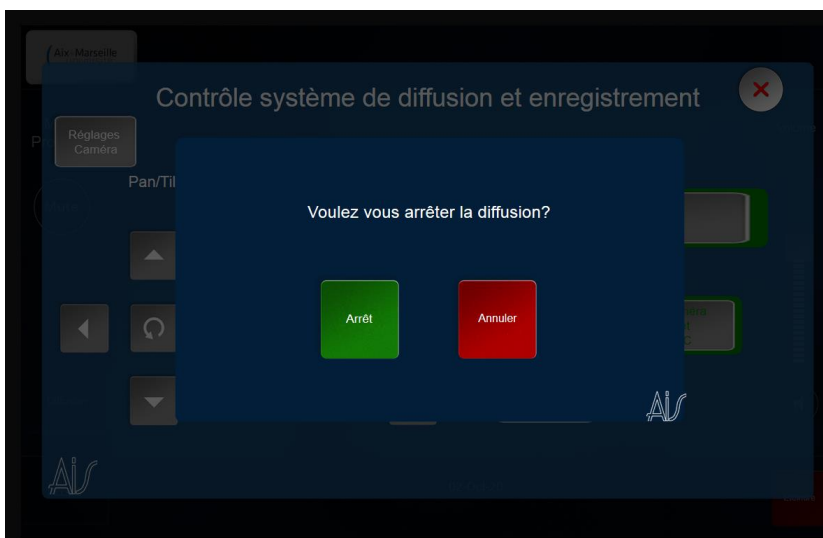 Aix-Marseille
Contrôle système de diffusion et enregistrement
Réglages
Caméra
Pan/Til
Voulez vous arrêter la diffusion?
Arrêt
Annuler
AiS
AiS